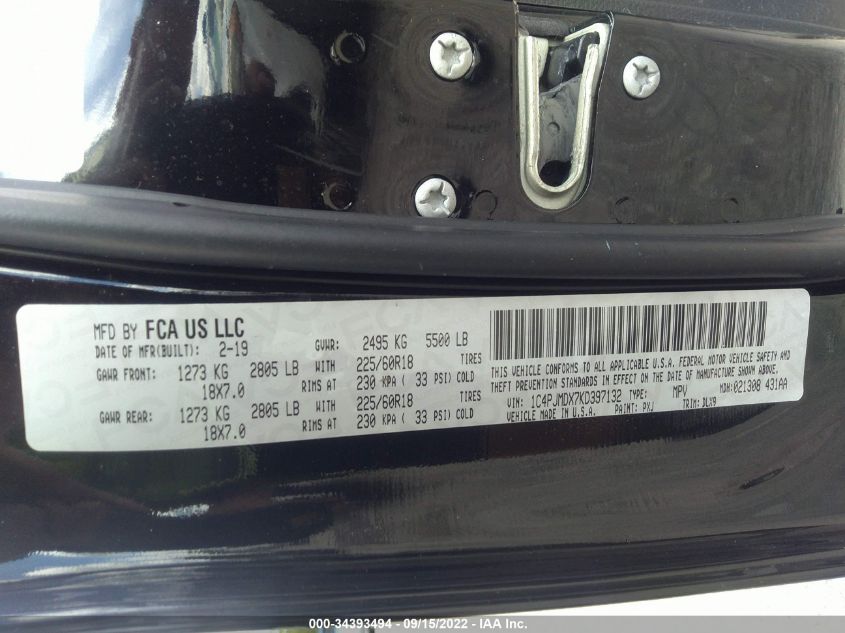 MFD BY FCA US LLC
DATE OF MFR(BUILT): 2-19 GVWR: 2495 KG 5500 LB
GAWR FRONT: 1273 KG 2805 LB WITH 225/60R18 TIRES
18X7.0 RIMS AT 230 KPA ( 33 PSI) COLD
GAWR REAR: 1273 KG 2805 LB WITH 225/60R18 TIRES
18X7.0 RIMS AT 230 KPA ( 33 PSI) COLD
THIS VEHICLE CONFORMS TO ALL APPLICABLE U.S.A. FEDERAL MOTOR VEHICLE SAFETY AND
THEFT PREVENTION STANDARDS IN EFFECT ON THE DATE OF MANUFACTURE SHOWN ABOVE.
VIN: 1C4PJMDX7KD397132 TYPE: MPV MDH: 021308 431AA
VEHICLE MADE IN U.S.A. PAINT: PXJ TRIM: DLX9
000-34393494 - 09/15/2022 - IAA Inc.